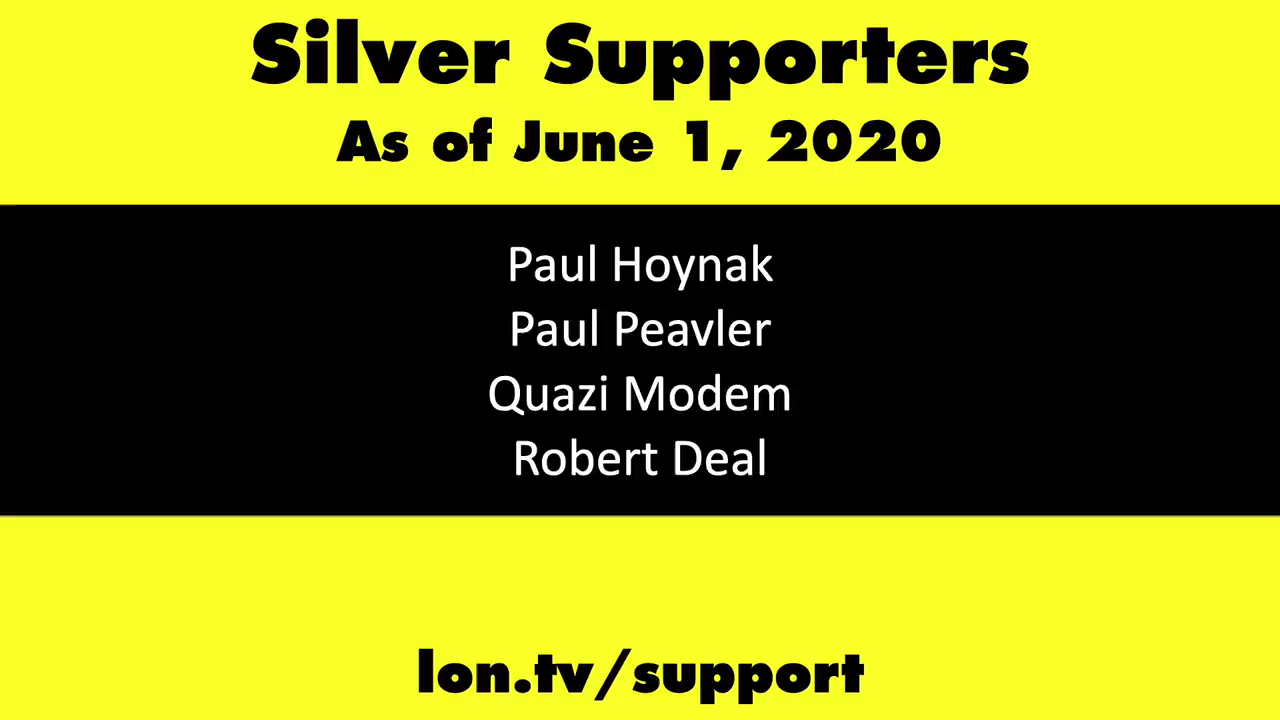 Silver Supporters
As of June 1, 2020
Paul Hoynak
Paul Peavler
Quazi Modem
Robert Deal
lon.tv/support